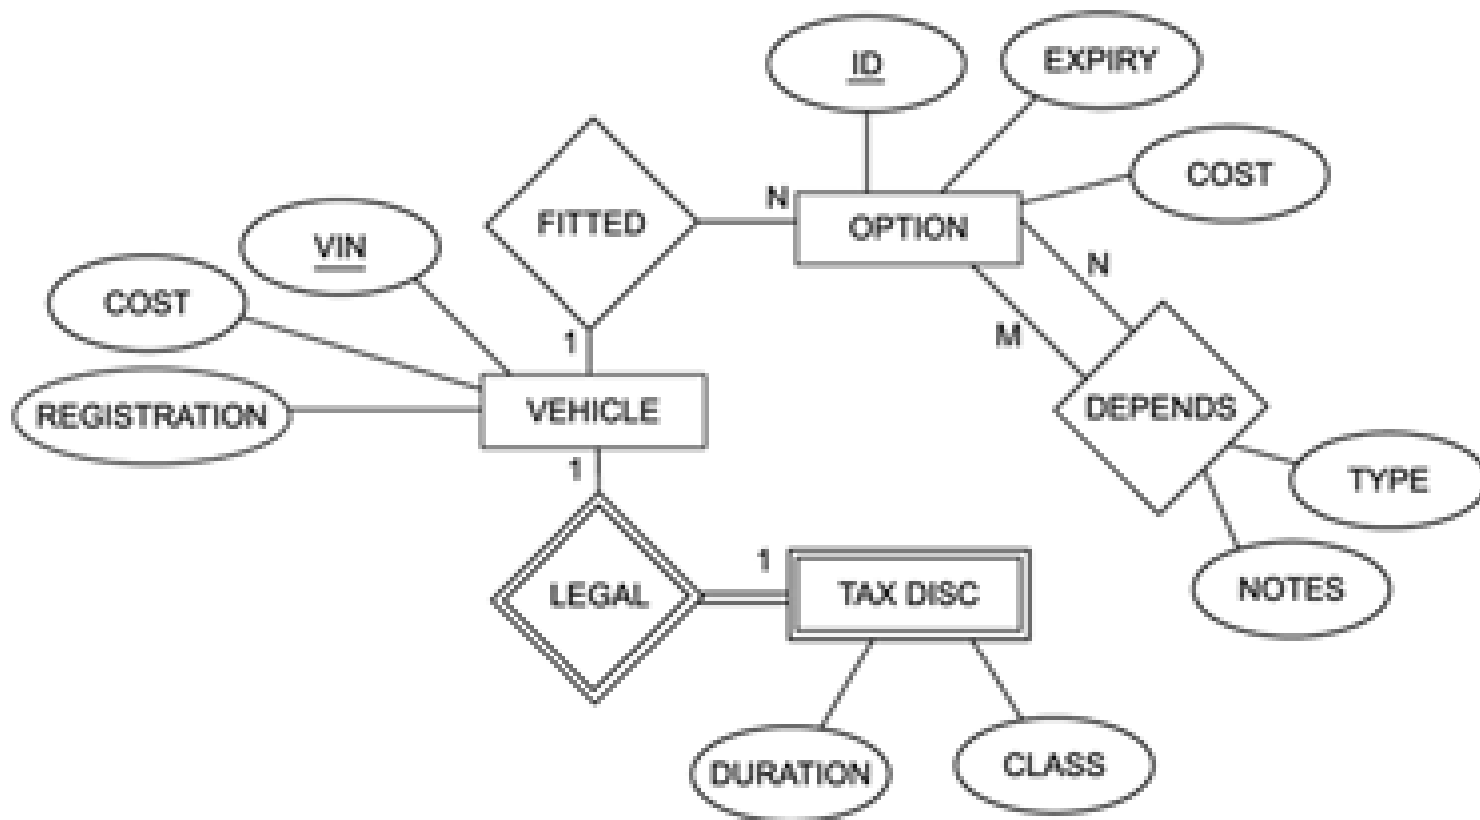 ID
EXPIRY
COST
N
OPTION
FITTED
VIN
COST
N
M
1
REGISTRATION
VEHICLE
DEPENDS
1
TYPE
1
LEGAL
TAX DISC
NOTES
DURATION
CLASS